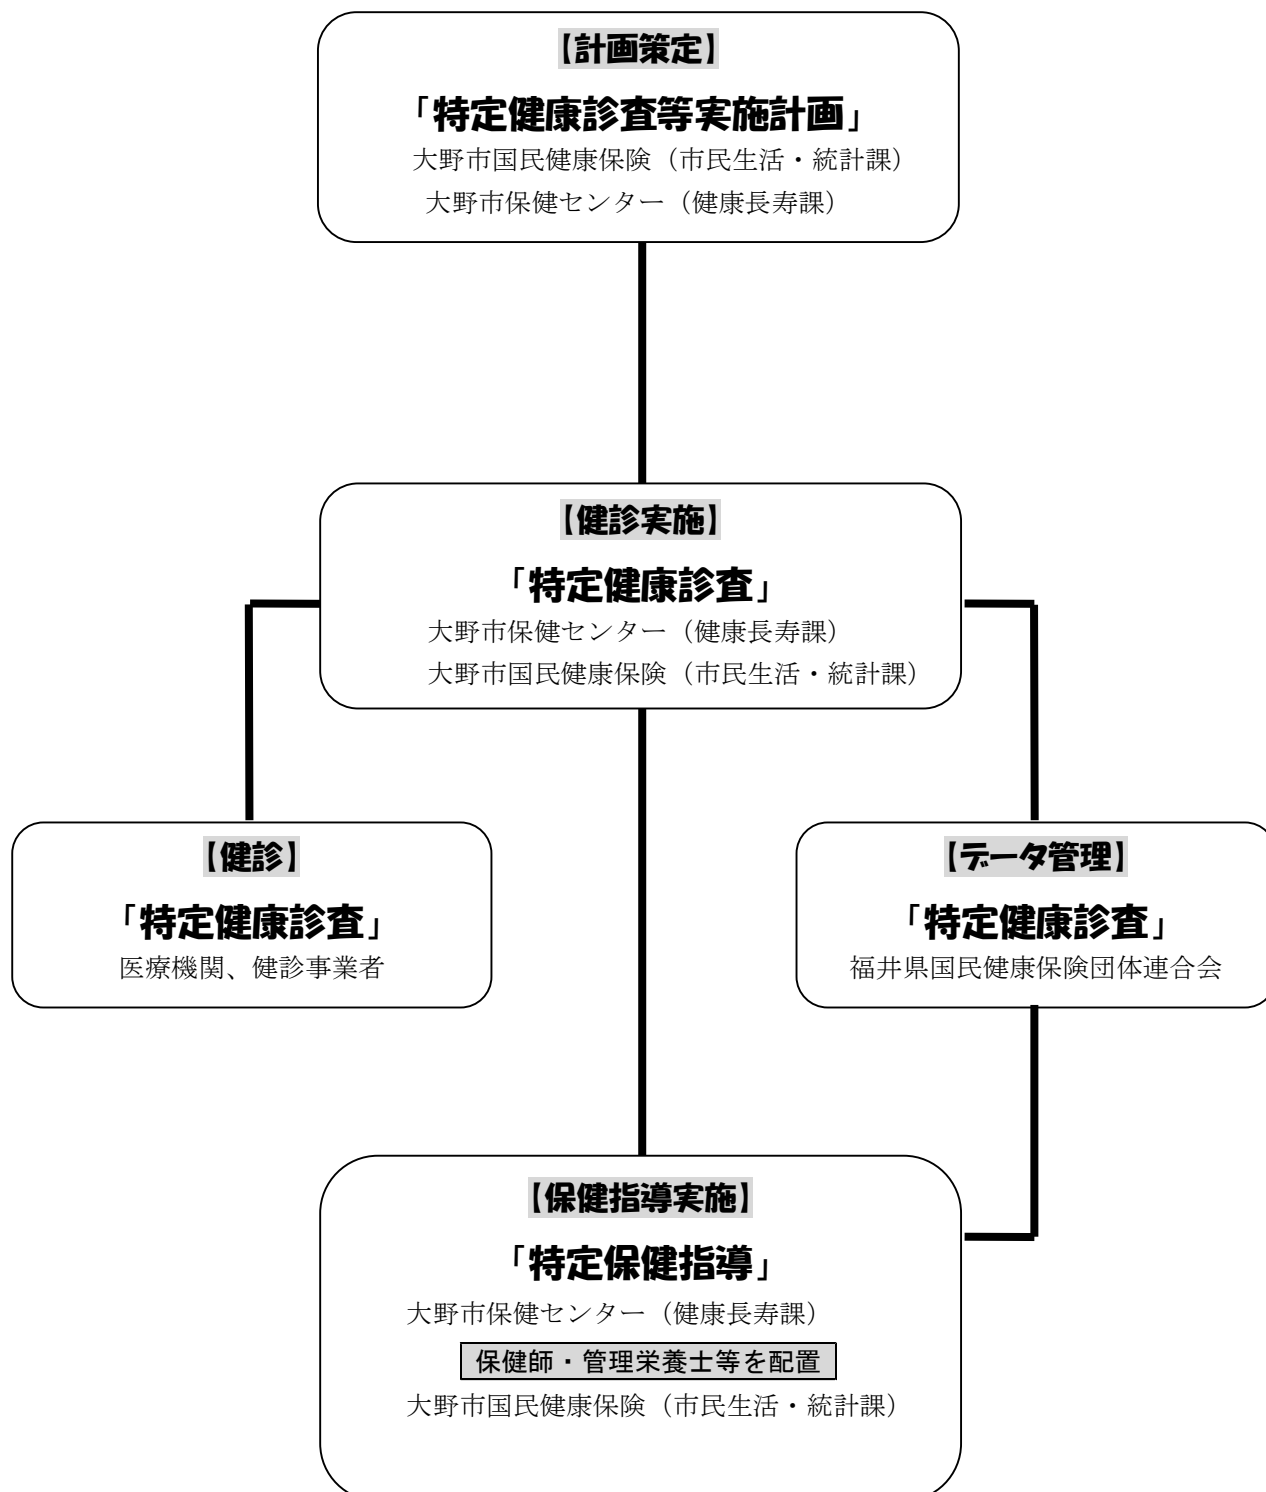 【計画策定】
「特定健康診査等実施計画」
大野市国民健康保険（市民生活・統計課）
大野市保健センター（健康長寿課）
【健診実施】
「特定健康診査」
大野市保健センター（健康長寿課）
大野市国民健康保険（市民生活・統計課）
【健診】
「特定健康診査」
医療機関、健診事業者
【データ管理】
「特定健康診査」
福井県国民健康保険団体連合会
【保健指導実施】
「特定保健指導」
大野市保健センター（健康長寿課）
保健師・管理栄養士等を配置
大野市国民健康保険（市民生活・統計課）